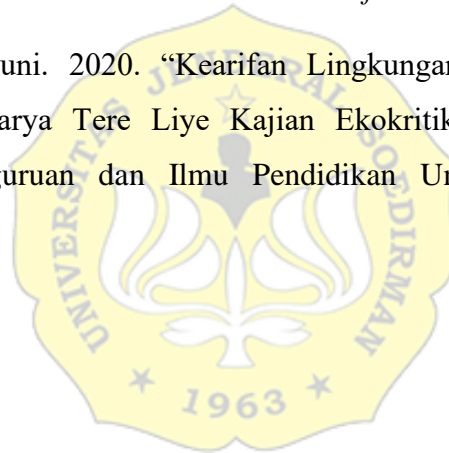 uni. 2020. “Kearifan Lingkungan
arya Tere Liye Kajian Ekokritik
guruan dan Ilmu Pendidikan Un
UNIVERSITAS JENDERAL SOEDIRMAN
★ 1963 ★